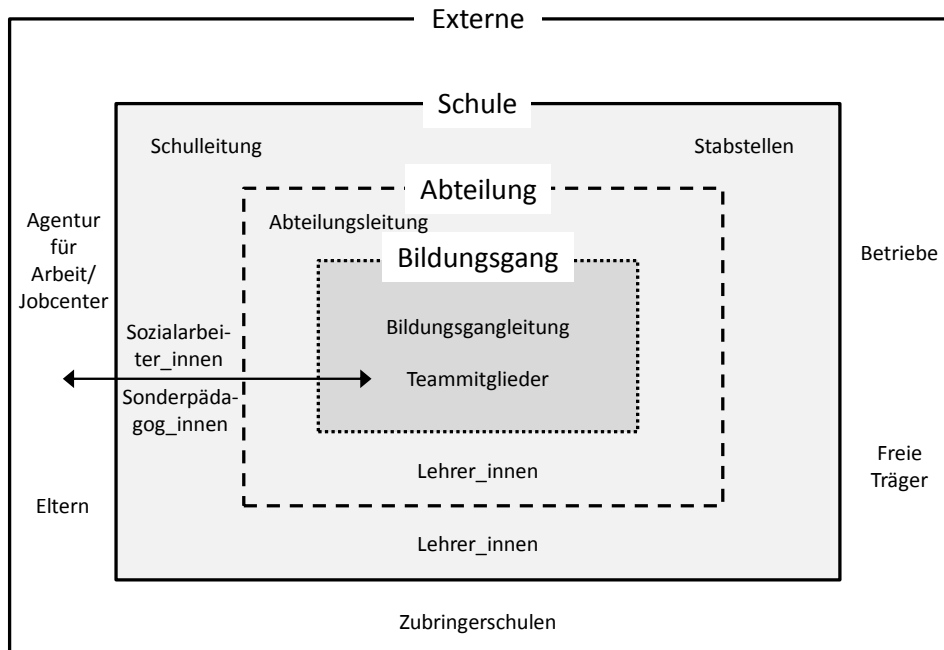 Externe
Schule
Schulleitung
Stabstellen
Abteilung
Abteilungsleitung
Agentur
für
Arbeit/
Jobcenter
Betriebe
Bildungsgang
Bildungsgangleitung
Sozialarbei-
ter_innen
Teammitglieder
Sonderpäda-
gog_innen
Lehrer_innen
Freie
Träger
Eltern
Lehrer_innen
Zubringerschulen